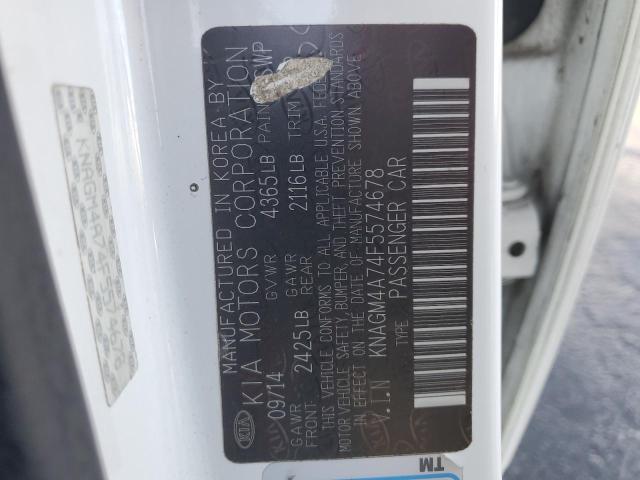 MANUFACTURED IN KOREA BY
KIA MOTORS CORPORATION
KIA
09/14 GVWR 4365LB PAIN SWP
GAWR FRONT 2425LB GAWR REAR 2116LB TRIM
THIS VEHICLE CONFORMS TO ALL APPLICABLE U.S.A. FEDERAL
MOTOR VEHICLE SAFETY, BUMPER, AND THEFT PREVENTION STANDARDS
IN EFFECT ON THE DATE OF MANUFACTURE SHOWN ABOVE
V.I.N KNAGM4A74F5574678
TYPE PASSENGER CAR
KNAGM4A74F5574678
TM